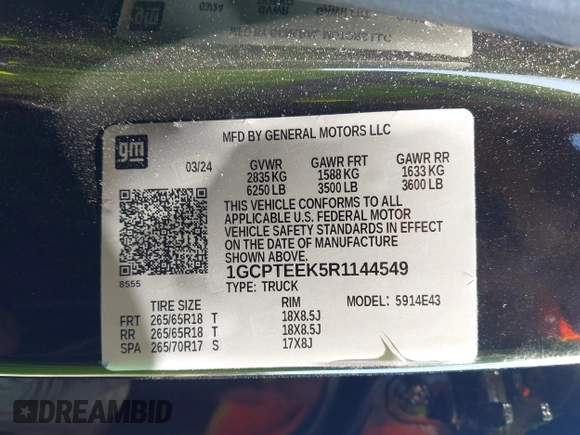 03/24
gm
MFD BY GENERAL MOTORS LLC
03/24 GVWR GAWR FRT GAWR RR
2835 KG 1588 KG 1633 KG
6250 LB 3500 LB 3600 LB
THIS VEHICLE CONFORMS TO ALL
APPLICABLE U.S. FEDERAL MOTOR
VEHICLE SAFETY STANDARDS IN EFFECT
ON THE DATE OF MANUFACTURE
SHOWN ABOVE.
8555
1GCPTEEK5R1144549
TYPE: TRUCK
TIRE SIZE RIM MODEL: 5914E43
FRT 265/65R18 T 18X8.5J
RR 265/65R18 T 18X8.5J
SPA 265/70R17 S 17X8J
DREAMBID